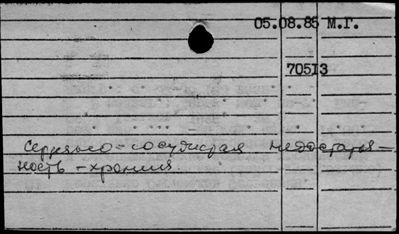 05.08.85 М.Г.
70513
Сердечно-сосудистая недостаточ-
ность - хрония.